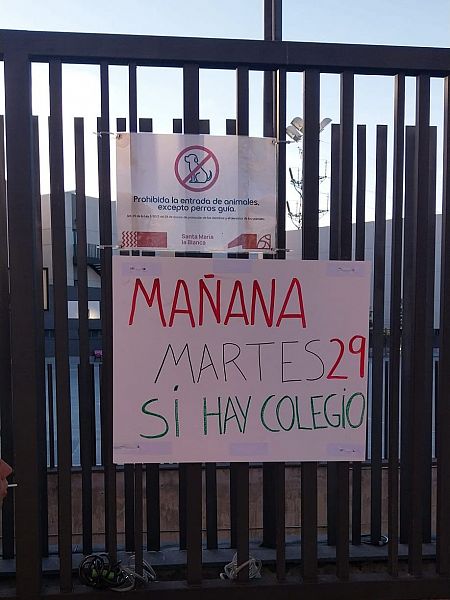 Prohibida la entrada de animales,
excepto perros guía.
Santa María
la Blanca
MAÑANA
MARTES 29
SÍ HAY COLEGIO